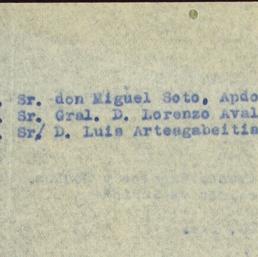 . Sr. don Miguel Soto, Apdo
. Sr. Gral. D. Lorenzo Aval
. Sr/ D. Luis Arteagabeitia